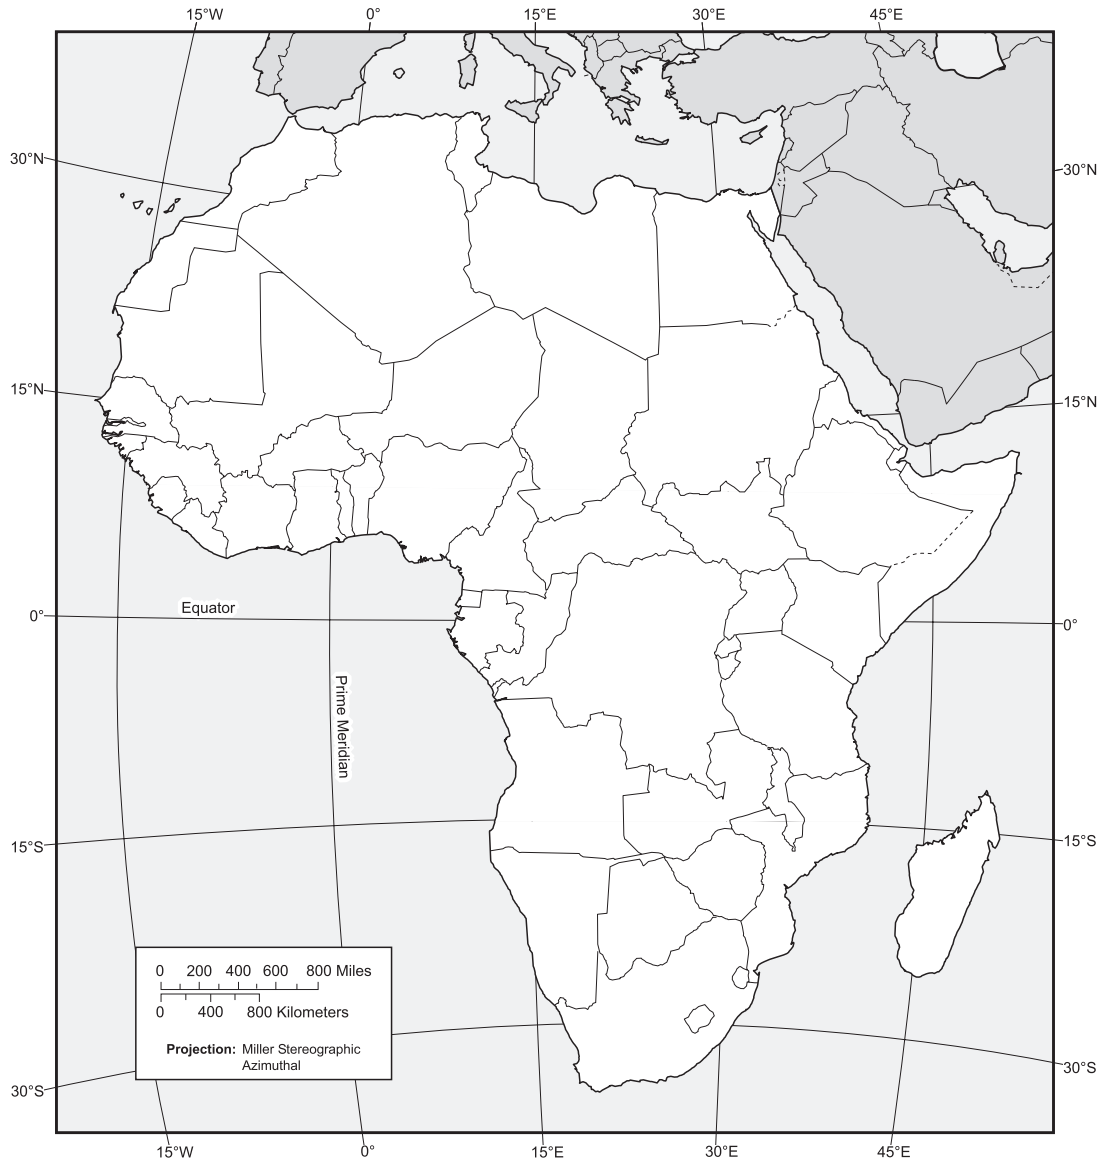 15°W 0° 15°E 30°E 45°E
30°N 30°N
15°N 15°N
Equator
0° 0°
Prime Meridian
15°S 15°S
0 200 400 600 800 Miles
0 400 800 Kilometers
Projection: Miller Stereographic
Azimuthal
30°S 30°S
15°W 0° 15°E 30°E 45°E